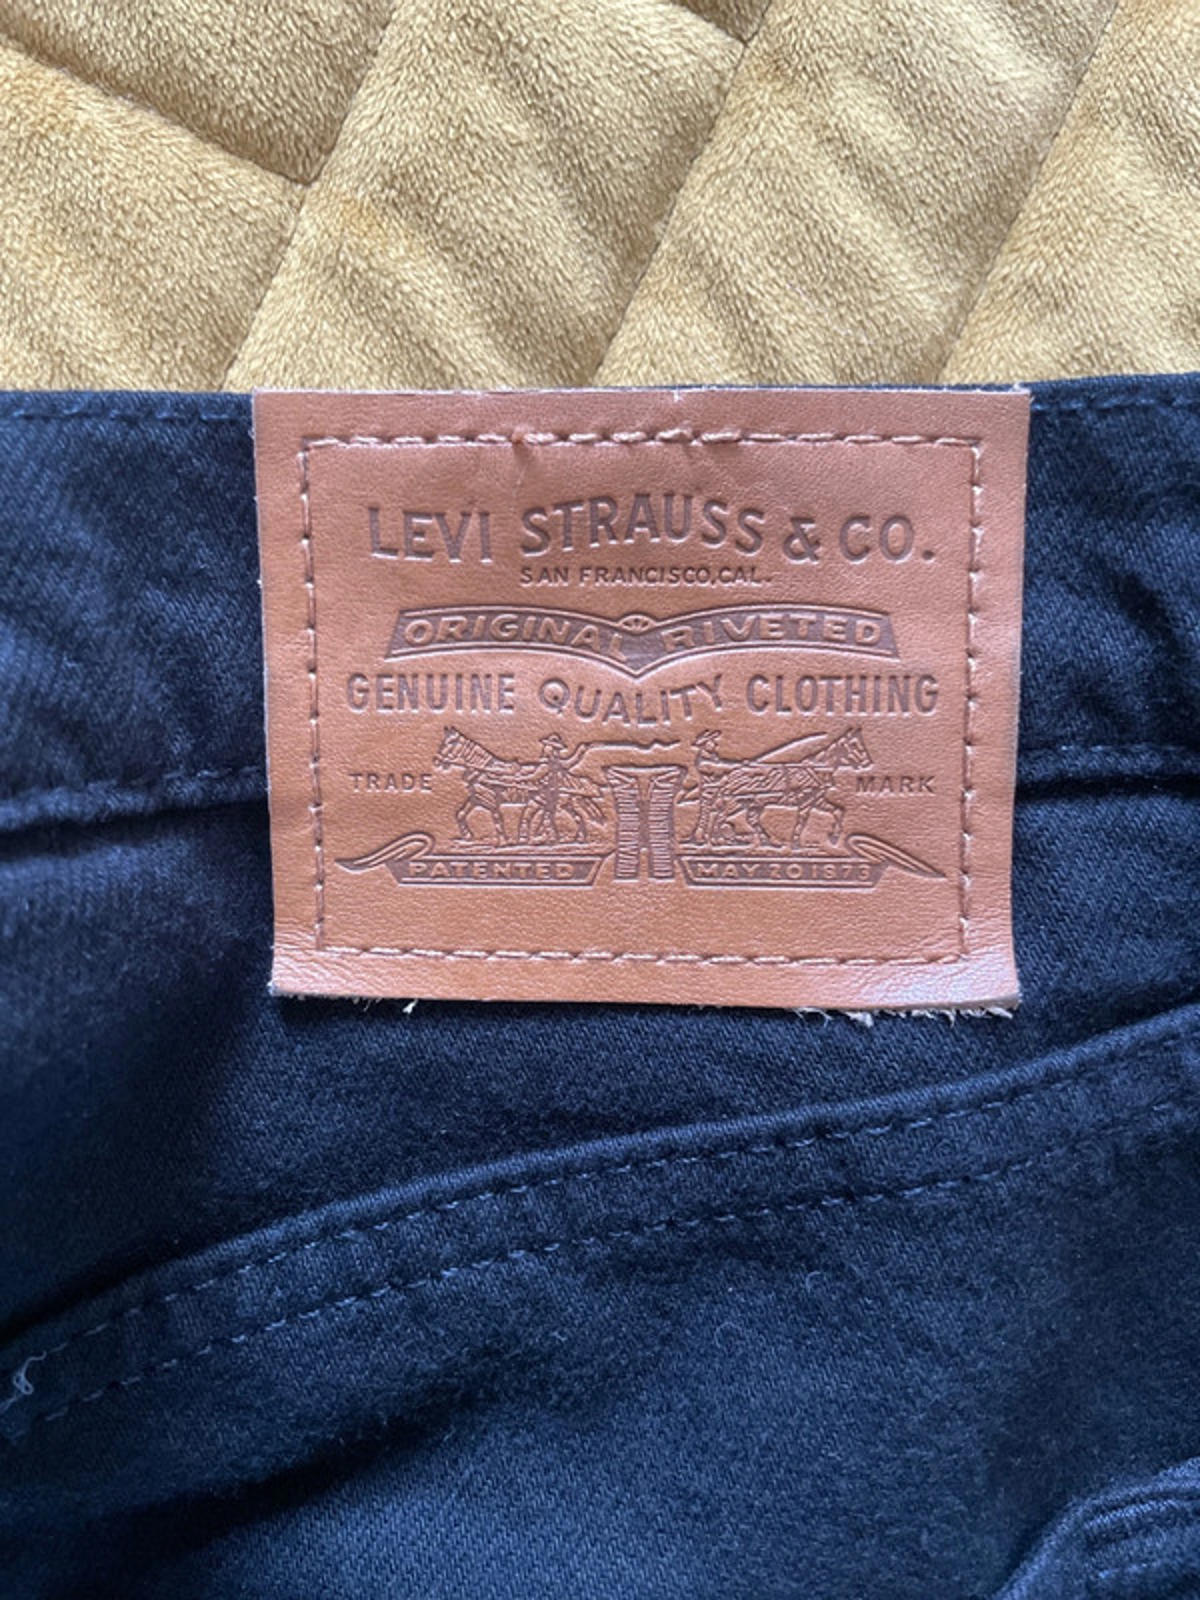 LEVI STRAUSS & CO.
SAN FRANCISCO, CAL.
ORIGINAL RIVETED
GENUINE QUALITY CLOTHING
TRADE MARK
PATENTED MAY 20 1873